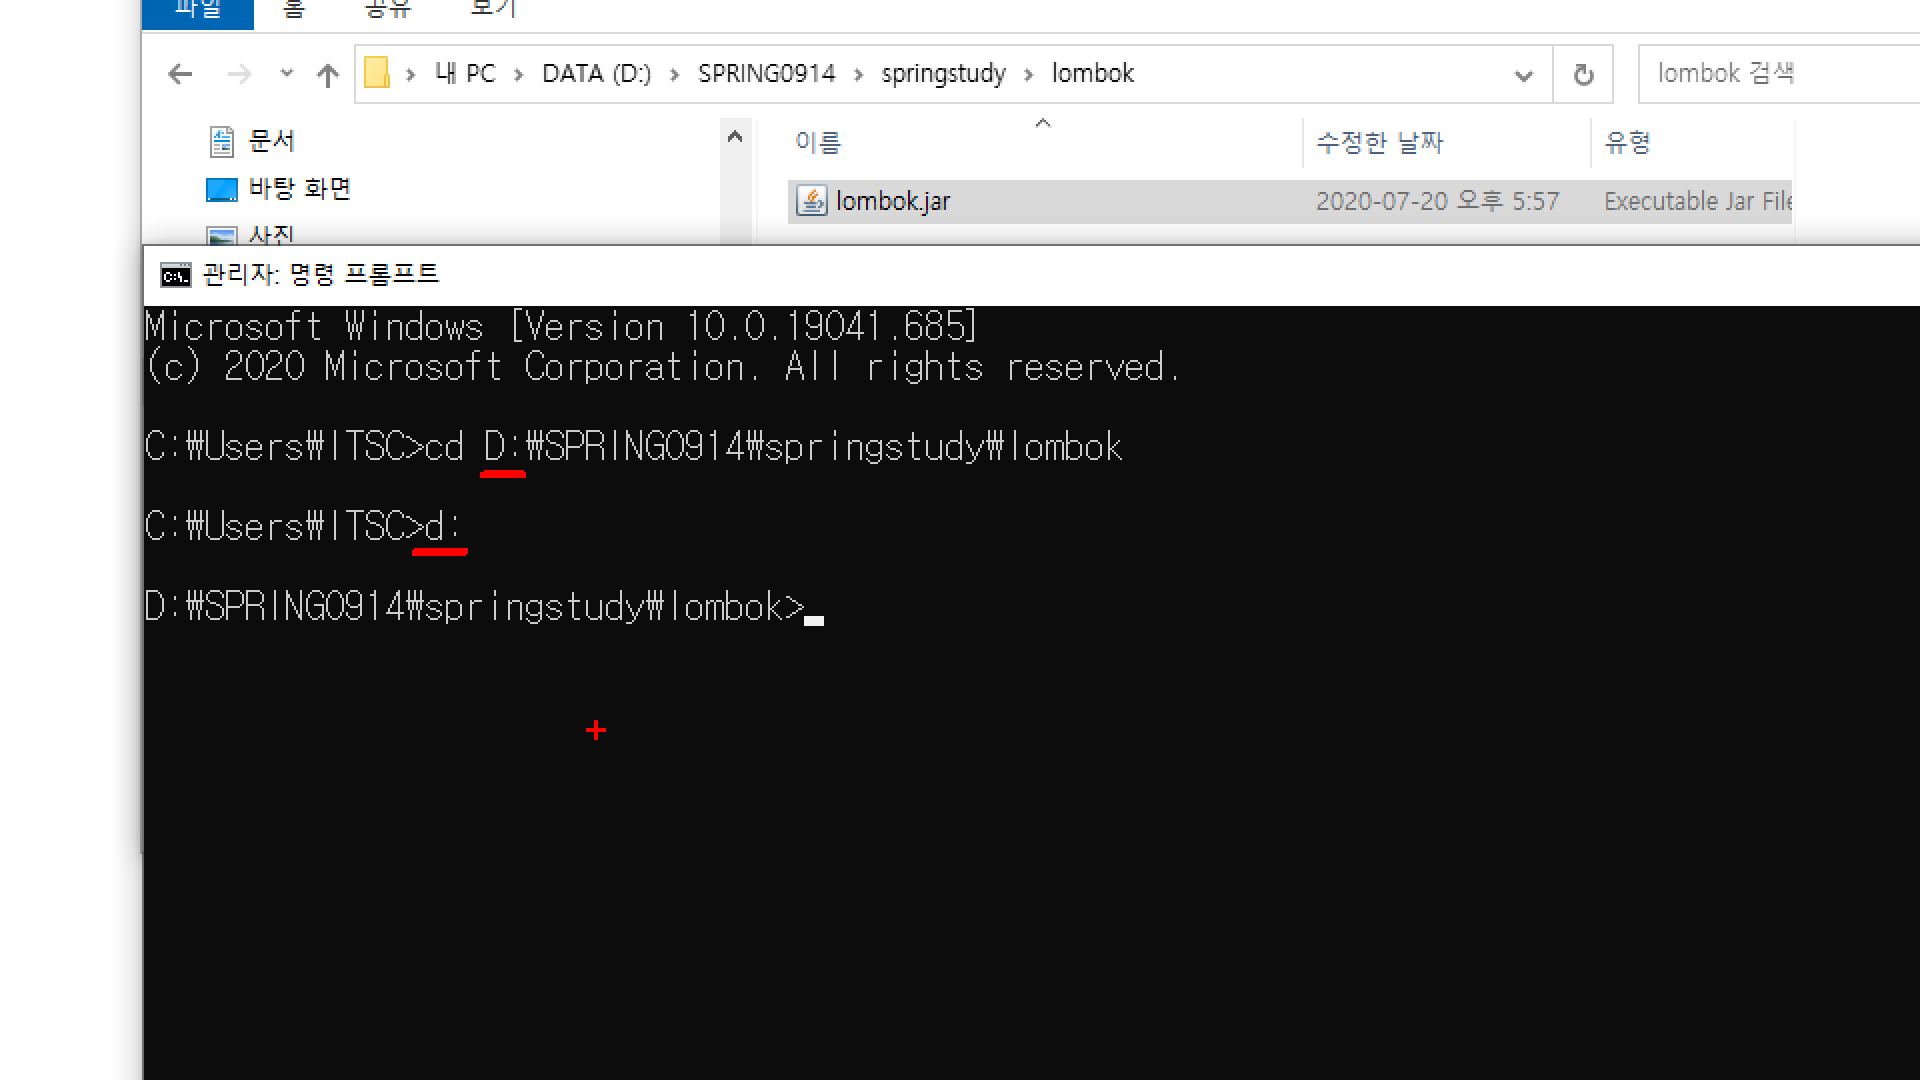 파일 홈 공유 보기
내 PC › DATA (D:) › SPRING0914 › springstudy › lombok
lombok 검색
문서
바탕 화면
사진
이름 수정한 날짜 유형
lombok.jar 2020-07-20 오후 5:57 Executable Jar File
관리자: 명령 프롬프트
Microsoft Windows [Version 10.0.19041.685]
(c) 2020 Microsoft Corporation. All rights reserved.
C:₩Users₩ITSC>cd D:₩SPRING0914₩springstudy₩lombok
C:₩Users₩ITSC>d:
D:₩SPRING0914₩springstudy₩lombok>